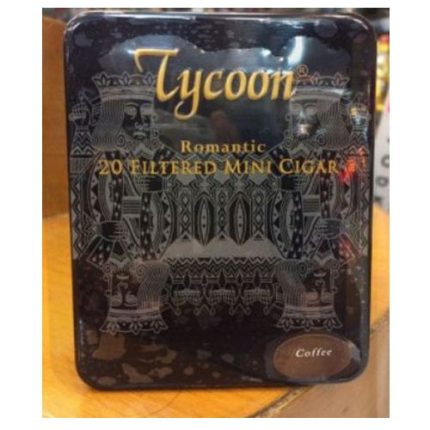 Tycoon®
Romantic
20 FILTERED MINI CIGAR
Coffee